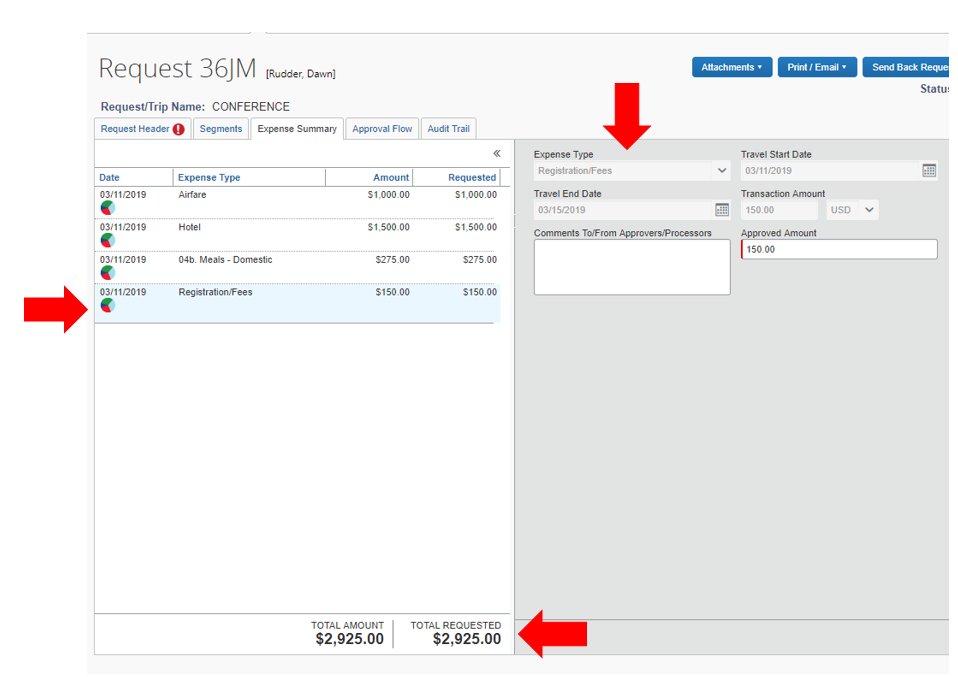 Request 36JM [Rudder, Dawn]
Attachments Print / Email Send Back Reque
Status
Request/Trip Name: CONFERENCE
Request Header Segments Expense Summary Approval Flow Audit Trail
«
Date Expense Type Amount Requested
03/11/2019 Airfare $1,000.00 $1,000.00
03/11/2019 Hotel $1,500.00 $1,500.00
03/11/2019 04b. Meals - Domestic $275.00 $275.00
03/11/2019 Registration/Fees $150.00 $150.00
TOTAL AMOUNT TOTAL REQUESTED
$2,925.00 $2,925.00
Expense Type Travel Start Date
Registration/Fees 03/11/2019
Travel End Date Transaction Amount
03/15/2019 150.00 USD
Comments To/From Approvers/Processors Approved Amount
150.00